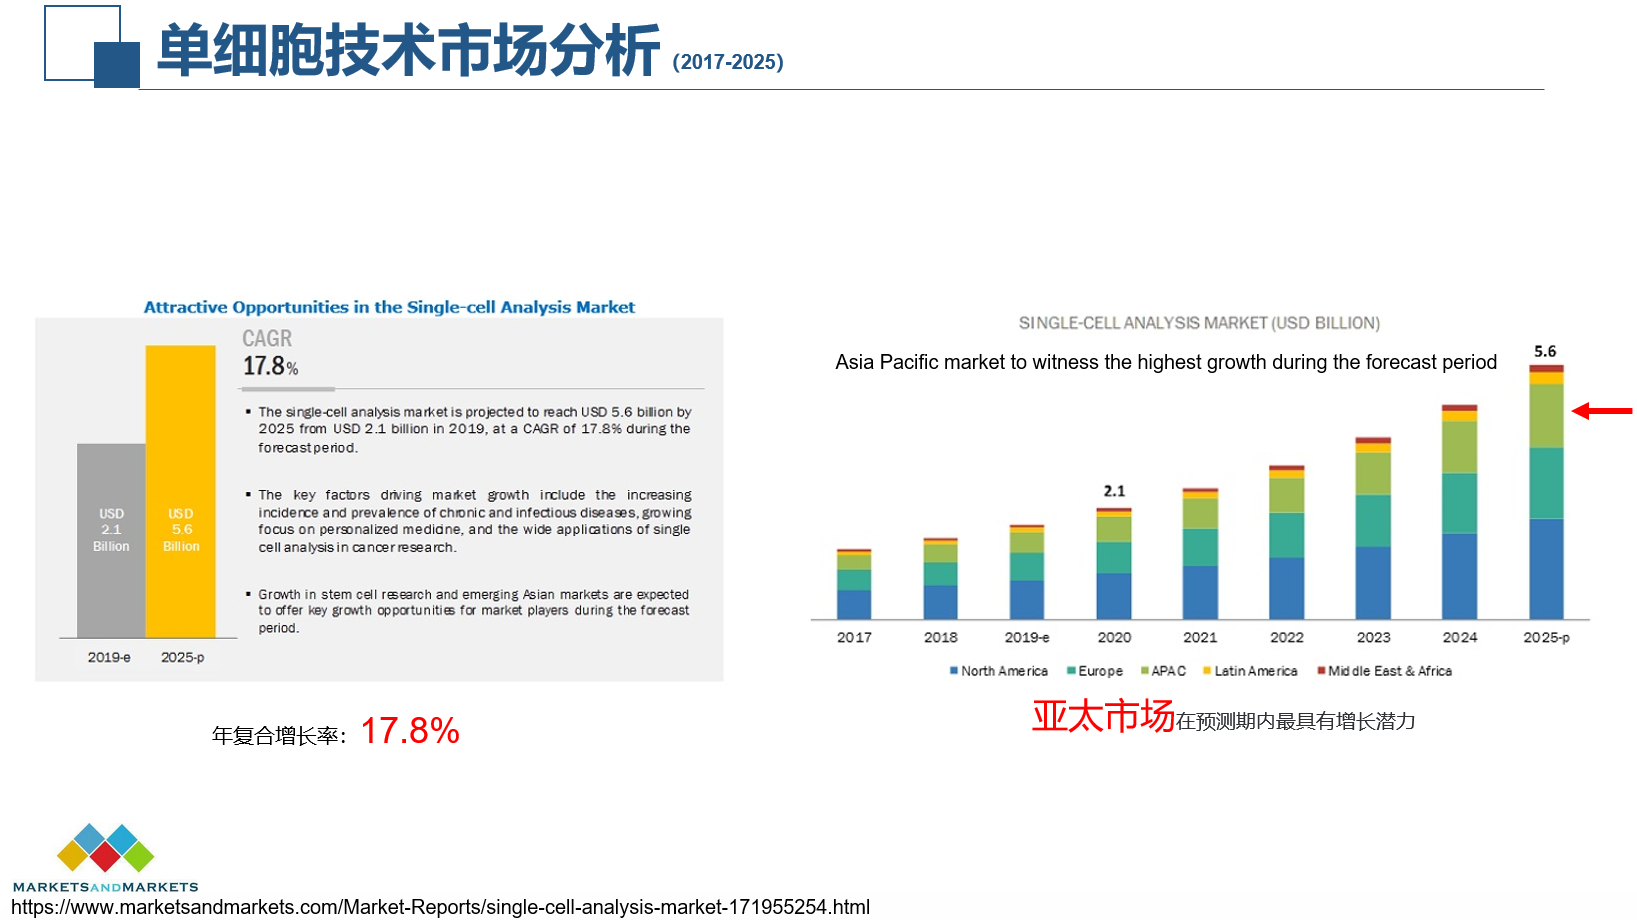 单细胞技术市场分析 (2017-2025)
Attractive Opportunities in the Single-cell Analysis Market
CAGR
17.8%
▪ The single-cell analysis market is projected to reach USD 5.6 billion by
2025 from USD 2.1 billion in 2019, at a CAGR of 17.8% during the
forecast period.
▪ The key factors driving market growth include the increasing
incidence and prevalence of chronic and infectious diseases, growing
focus on personalized medicine, and the wide applications of single
cell analysis in cancer research.
▪ Growth in stem cell research and emerging Asian markets are expected
to offer key growth opportunities for market players during the forecast
period.
USD
2.1
Billion
USD
5.6
Billion
2019-e 2025-p
年复合增长率：17.8%
SINGLE-CELL ANALYSIS MARKET (USD BILLION)
Asia Pacific market to witness the highest growth during the forecast period
5.6
2.1
2017 2018 2019-e 2020 2021 2022 2023 2024 2025-p
North America Europe APAC Latin America Middle East & Africa
亚太市场在预测期内最具有增长潜力
MARKETSANDMARKETS
https://www.marketsandmarkets.com/Market-Reports/single-cell-analysis-market-171955254.html